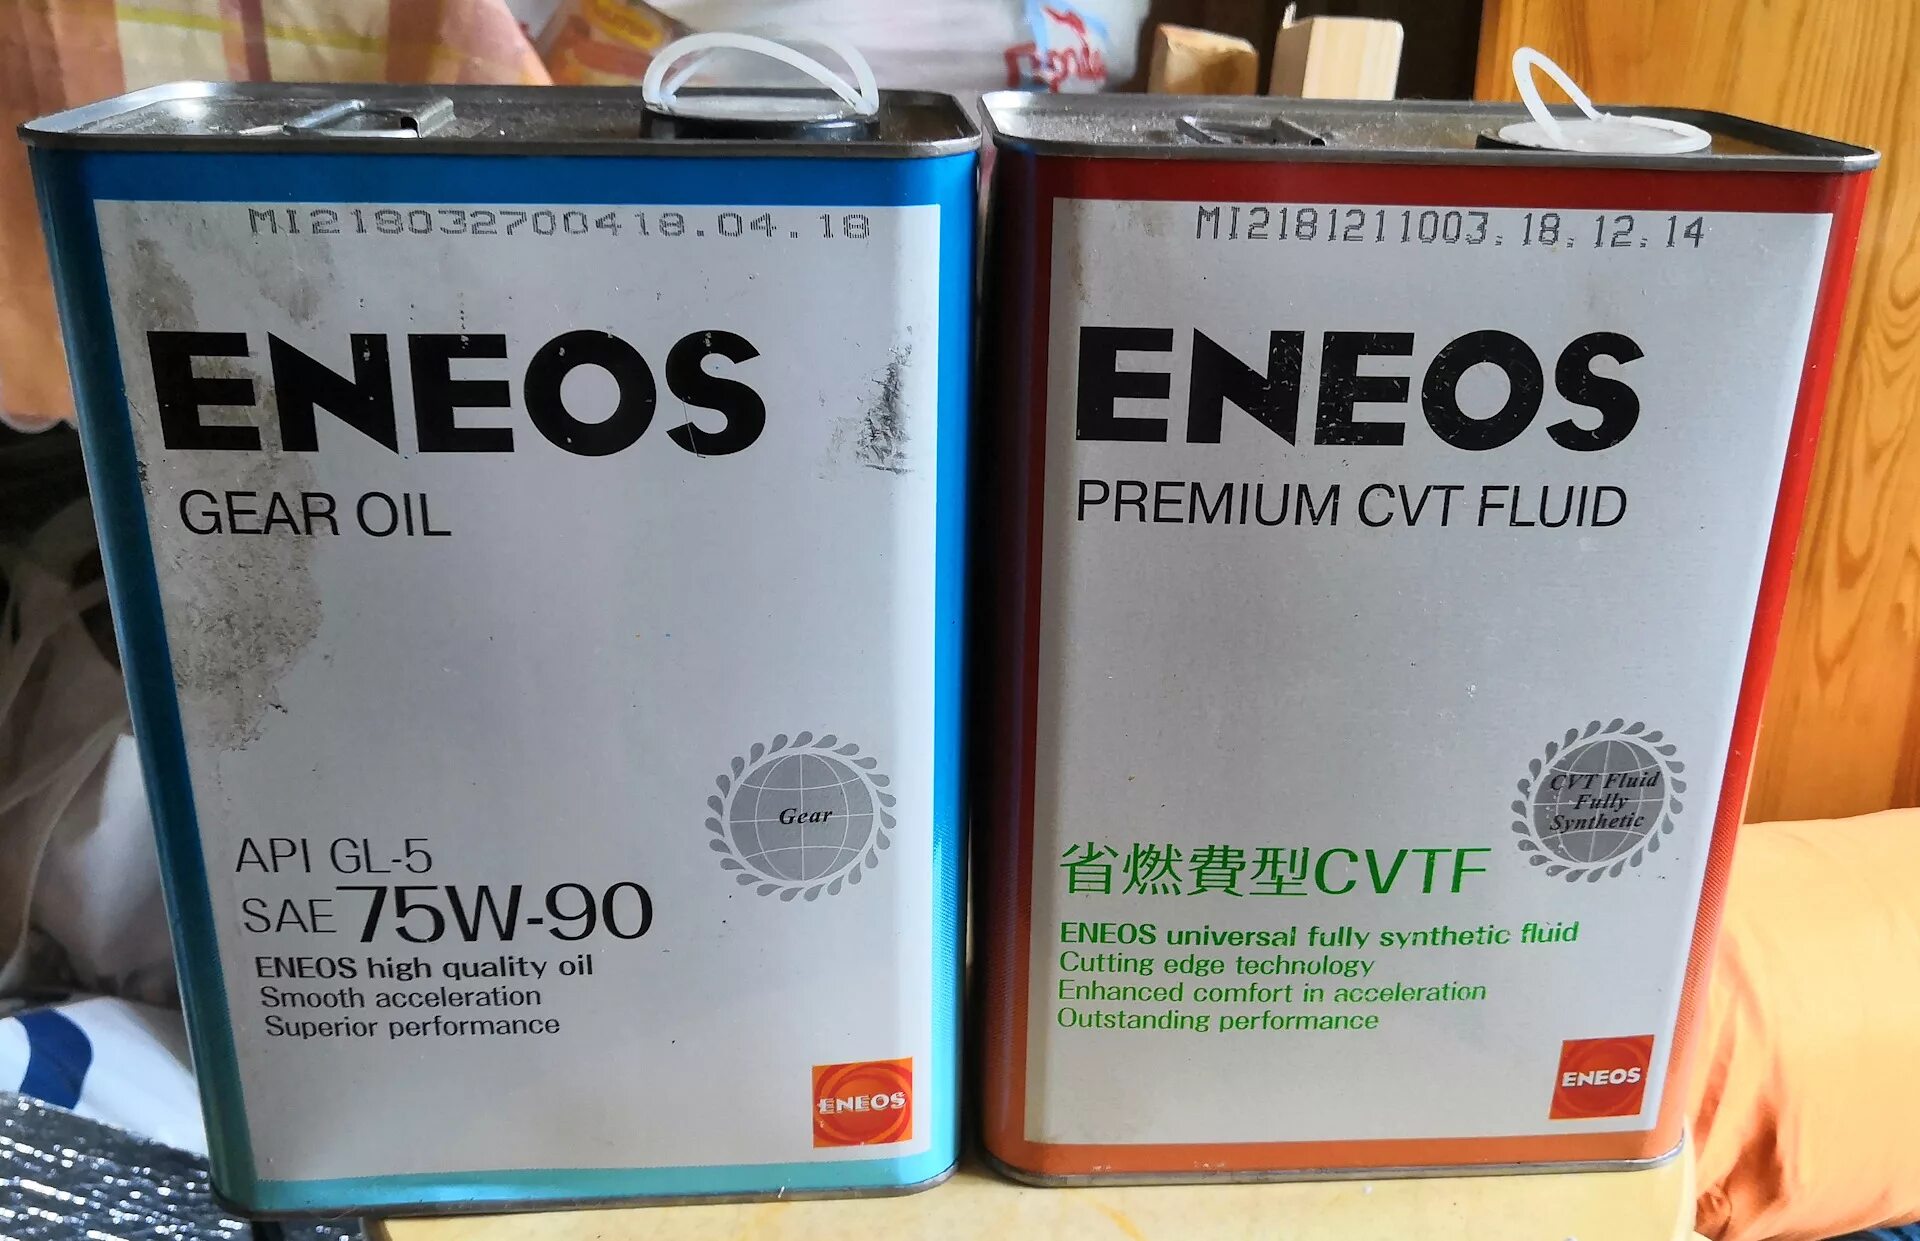 MI218032700418.04.18
ENEOS
GEAR OIL
Gear
API GL-5
SAE 75W-90
ENEOS high quality oil
Smooth acceleration
Superior performance
ENEOS
MI2181211003.18.12.14
ENEOS
PREMIUM CVT FLUID
CVT Fluid
Fully
Synthetic
省燃費型CVTF
ENEOS universal fully synthetic fluid
Cutting edge technology
Enhanced comfort in acceleration
Outstanding performance
ENEOS